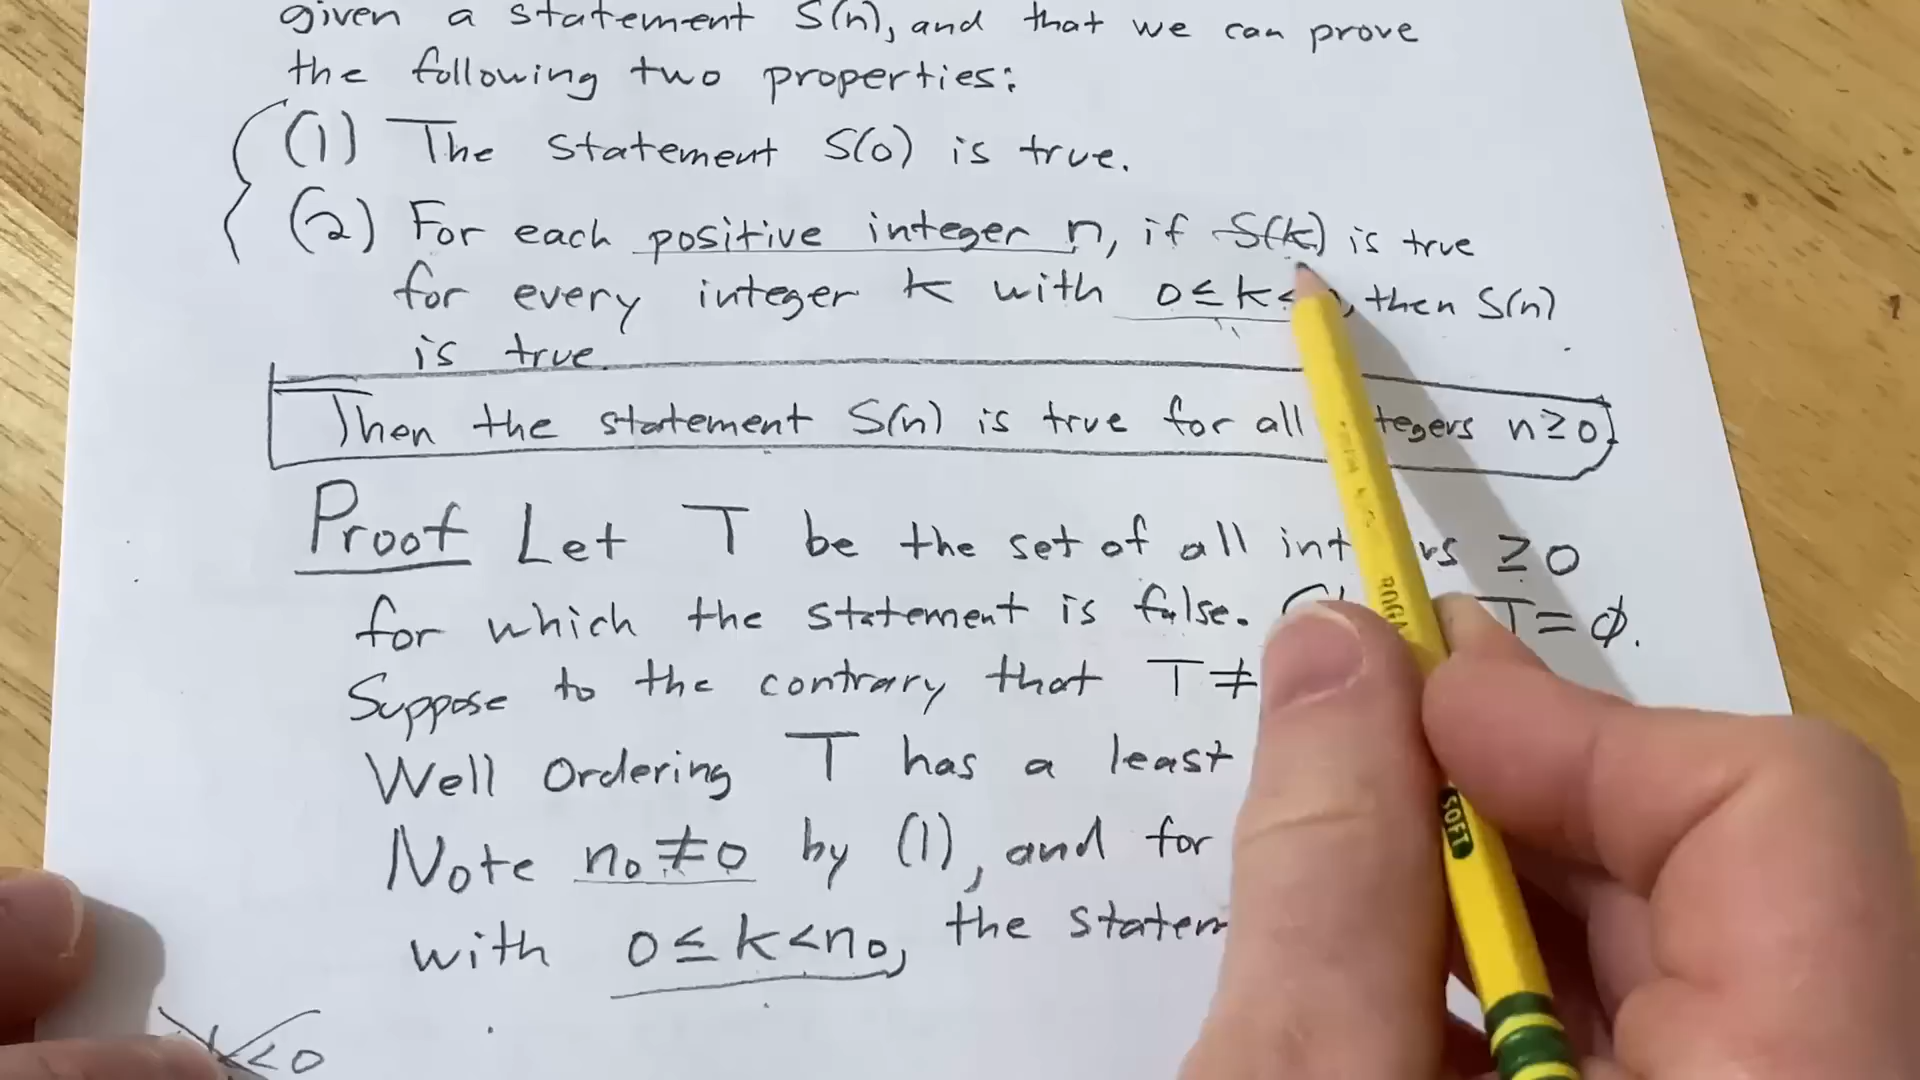 given a statement S(n), and that we can prove
the following two properties:
(1) The statement S(0) is true.
(2) For each positive integer n, if S(k) is true
for every integer k with 0≤k< , then S(n)
is true
Then the statement S(n) is true for all tegers n≥0.
Proof Let T be the set of all int rs ≥0
for which the statement is false. T=∅.
Suppose to the contrary that T≠
Well Ordering T has a least
Note n₀≠0 by (1), and for
with 0≤k<n₀, the statem
<0
SOFT